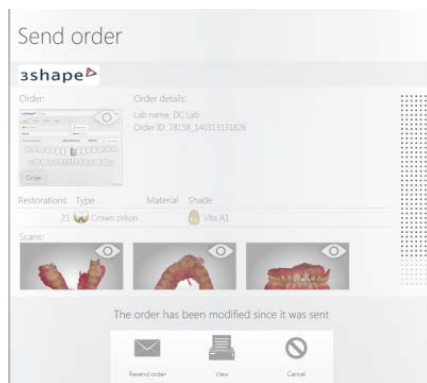 Send order
3shape
Order:
Order details:
Lab name: DC Lab
Order ID: 78158_140313131826
Order
Restorations Type Material Shade
21 Crown zirkon Vita A1
Scans:
The order has been modified since it was sent
Resend order View Cancel